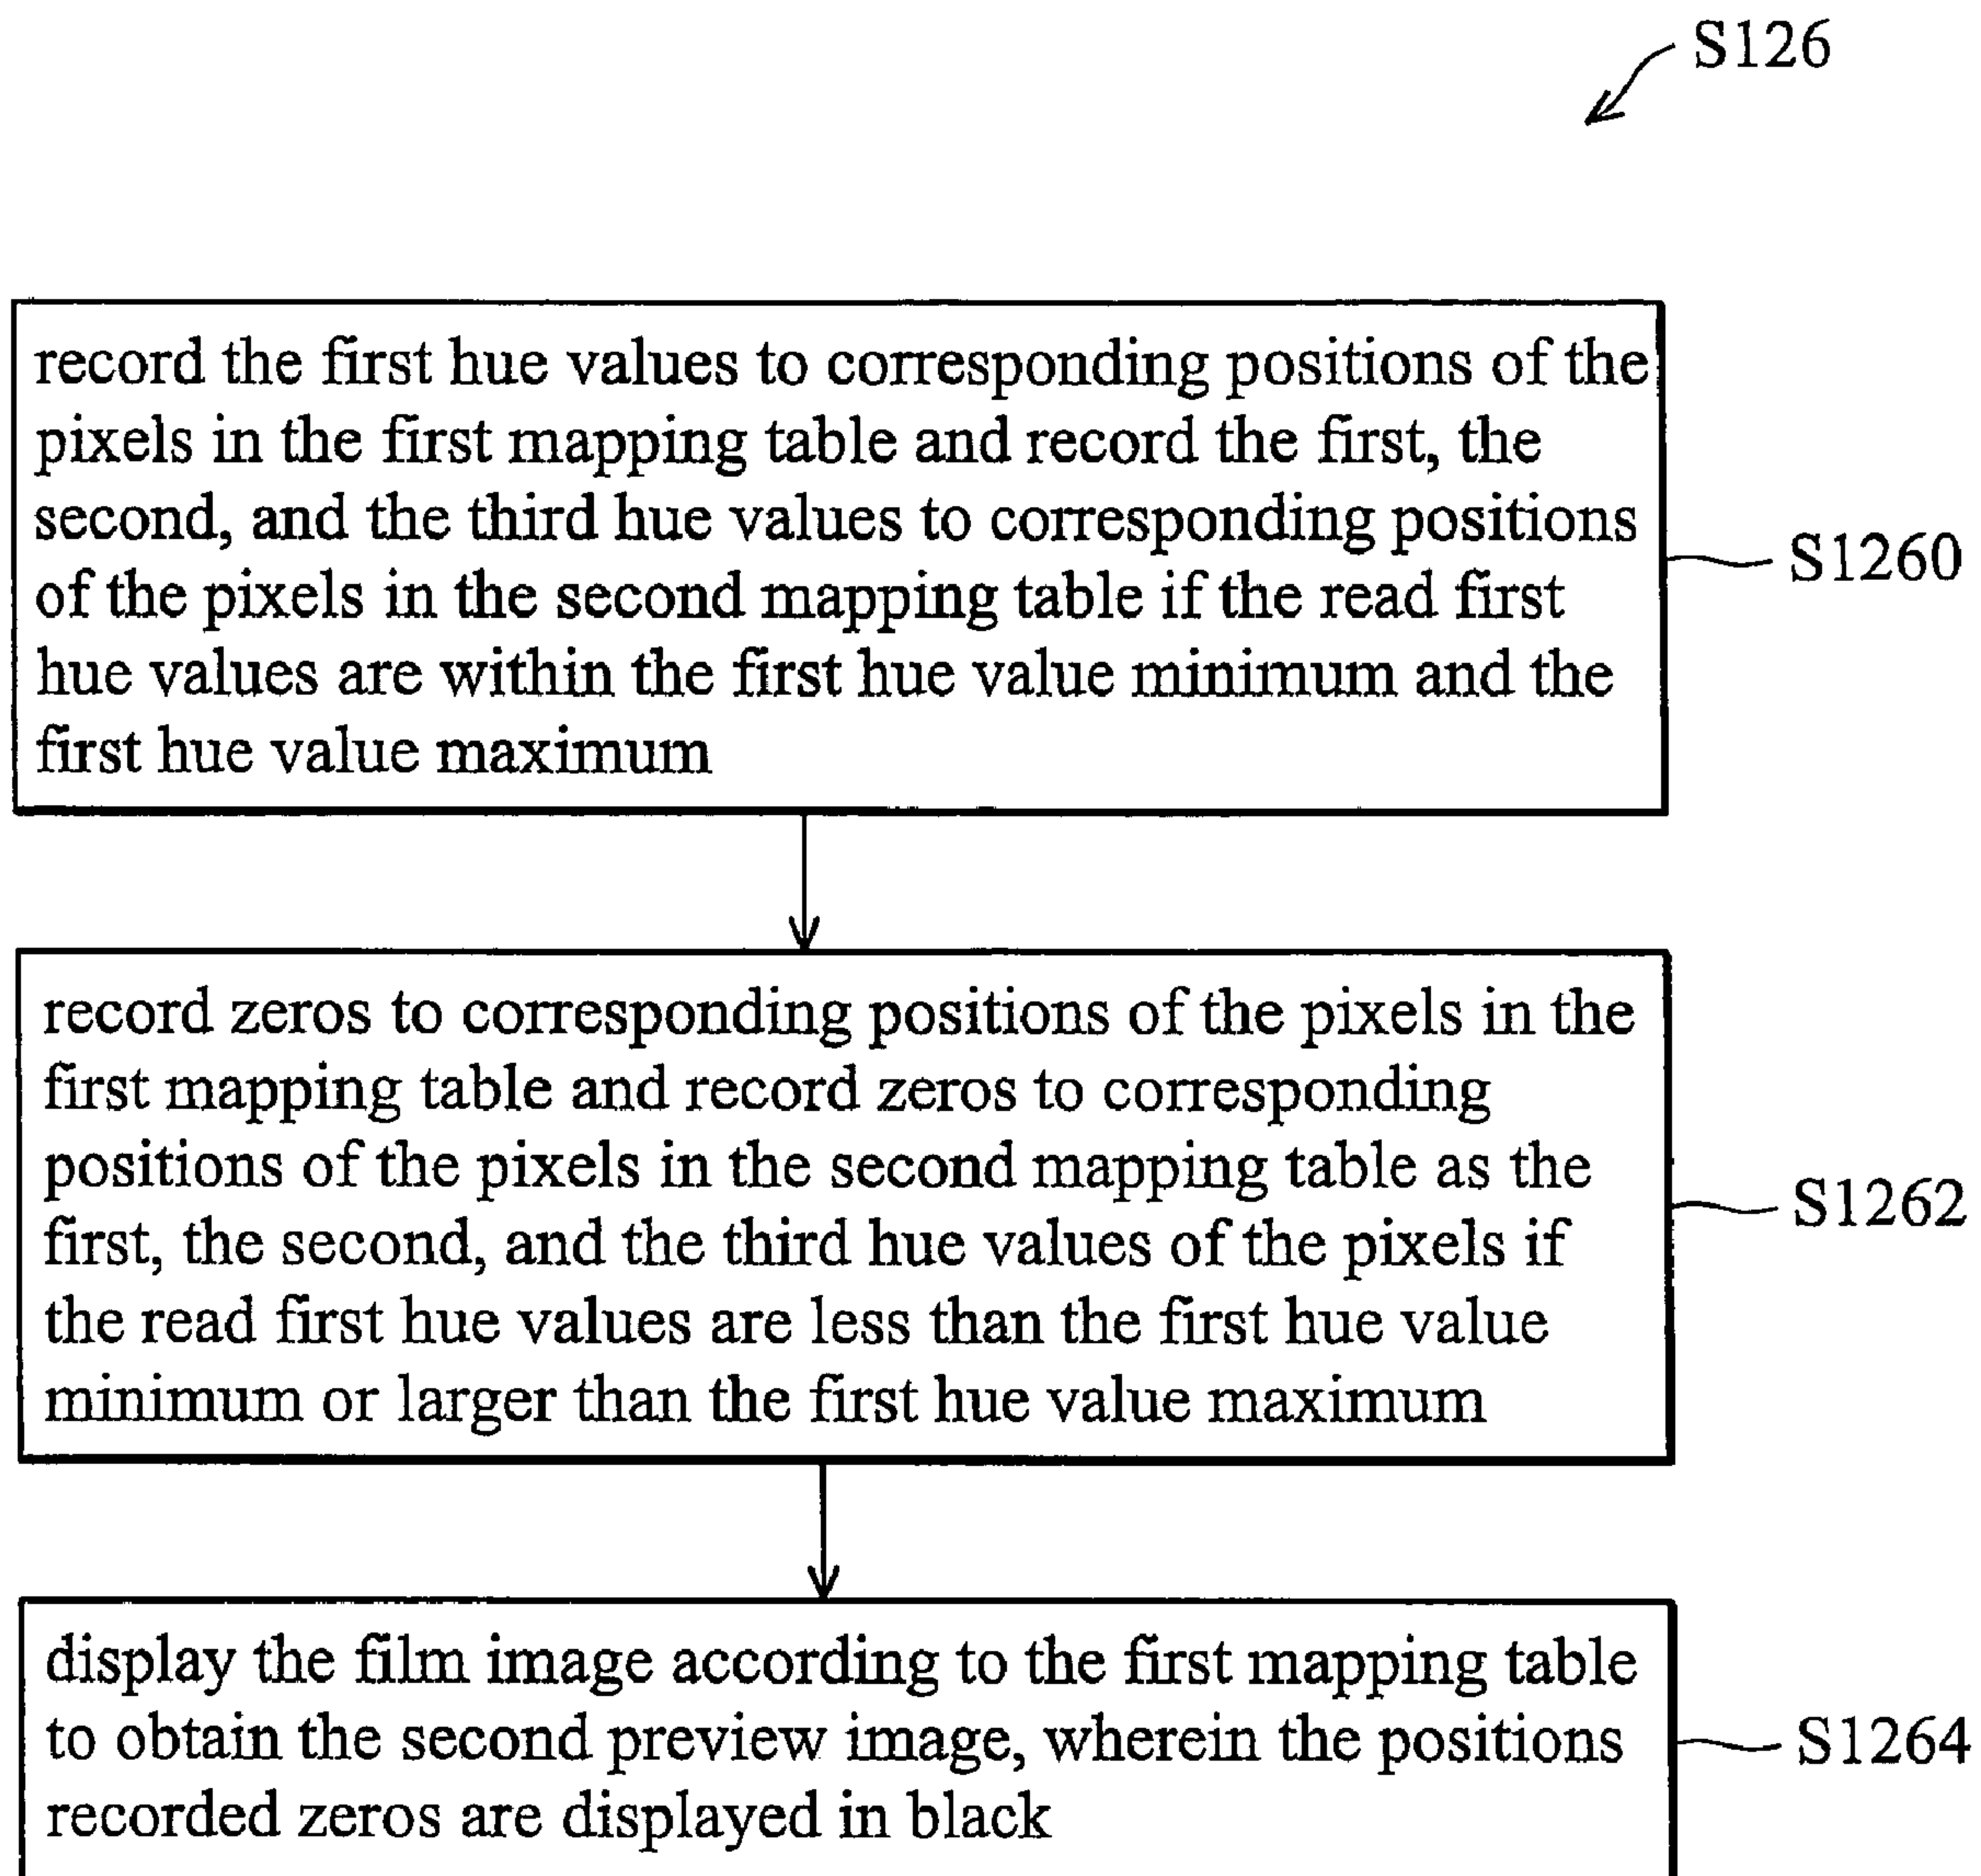 S126
record the first hue values to corresponding positions of the
pixels in the first mapping table and record the first, the
second, and the third hue values to corresponding positions
of the pixels in the second mapping table if the read first
hue values are within the first hue value minimum and the
first hue value maximum
S1260
record zeros to corresponding positions of the pixels in the
first mapping table and record zeros to corresponding
positions of the pixels in the second mapping table as the
first, the second, and the third hue values of the pixels if
the read first hue values are less than the first hue value
minimum or larger than the first hue value maximum
S1262
display the film image according to the first mapping table
to obtain the second preview image, wherein the positions
recorded zeros are displayed in black
S1264